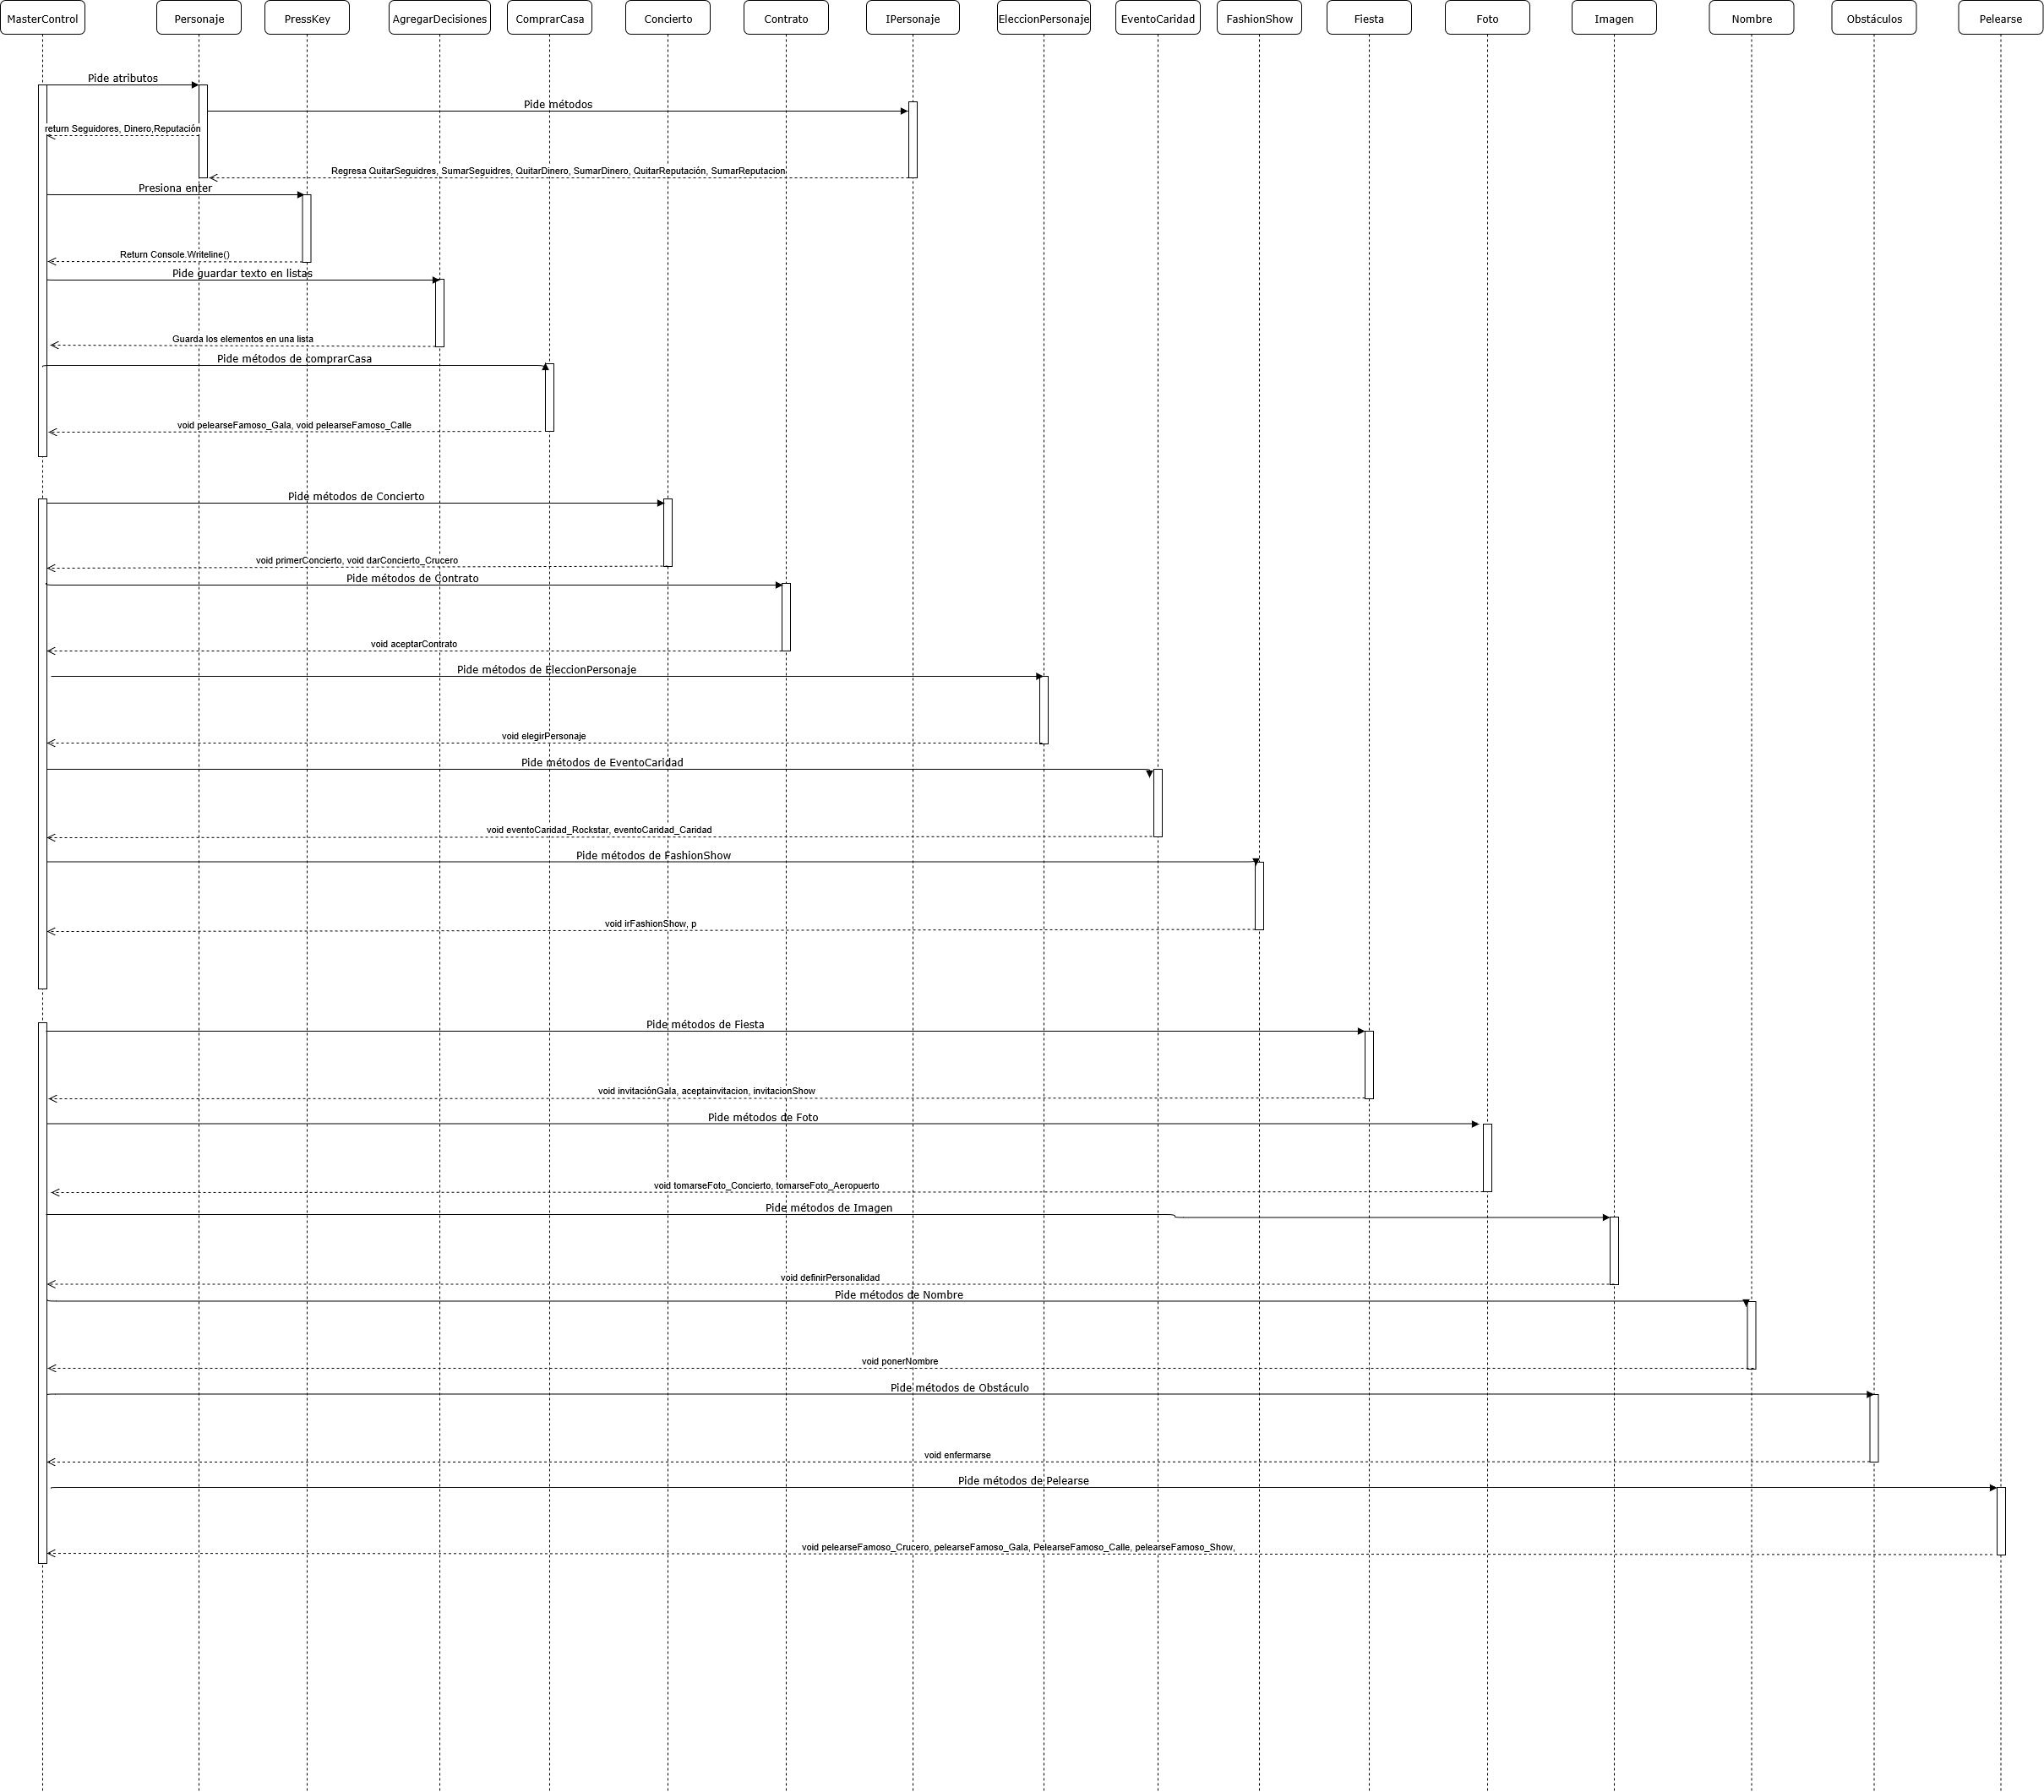 MasterControl
Personaje
PressKey
AgregarDecisiones
ComprarCasa
Concierto
Contrato
IPersonaje
EleccionPersonaje
EventoCaridad
FashionShow
Fiesta
Foto
Imagen
Nombre
Obstáculos
Pelearse
Pide atributos
Pide métodos
return Seguidores, Dinero,Reputación
Regresa QuitarSeguidres, SumarSeguidres, QuitarDinero, SumarDinero, QuitarReputación, SumarReputacion
Presiona enter
Return Console.Writeline()
Pide guardar texto en listas
Guarda los elementos en una lista
Pide métodos de comprarCasa
void pelearseFamoso_Gala, void pelearseFamoso_Calle
Pide métodos de Concierto
void primerConcierto, void darConcierto_Crucero
Pide métodos de Contrato
void aceptarContrato
Pide métodos de EleccionPersonaje
void elegirPersonaje
Pide métodos de EventoCaridad
void eventoCaridad_Rockstar, eventoCaridad_Caridad
Pide métodos de FashionShow
void irFashionShow, p
Pide métodos de Fiesta
void invitaciónGala, aceptainvitacion, invitacionShow
Pide métodos de Foto
void tomarseFoto_Concierto, tomarseFoto_Aeropuerto
Pide métodos de Imagen
void definirPersonalidad
Pide métodos de Nombre
void ponerNombre
Pide métodos de Obstáculo
void enfermarse
Pide métodos de Pelearse
void pelearseFamoso_Crucero, pelearseFamoso_Gala, PelearseFamoso_Calle, pelearseFamoso_Show,